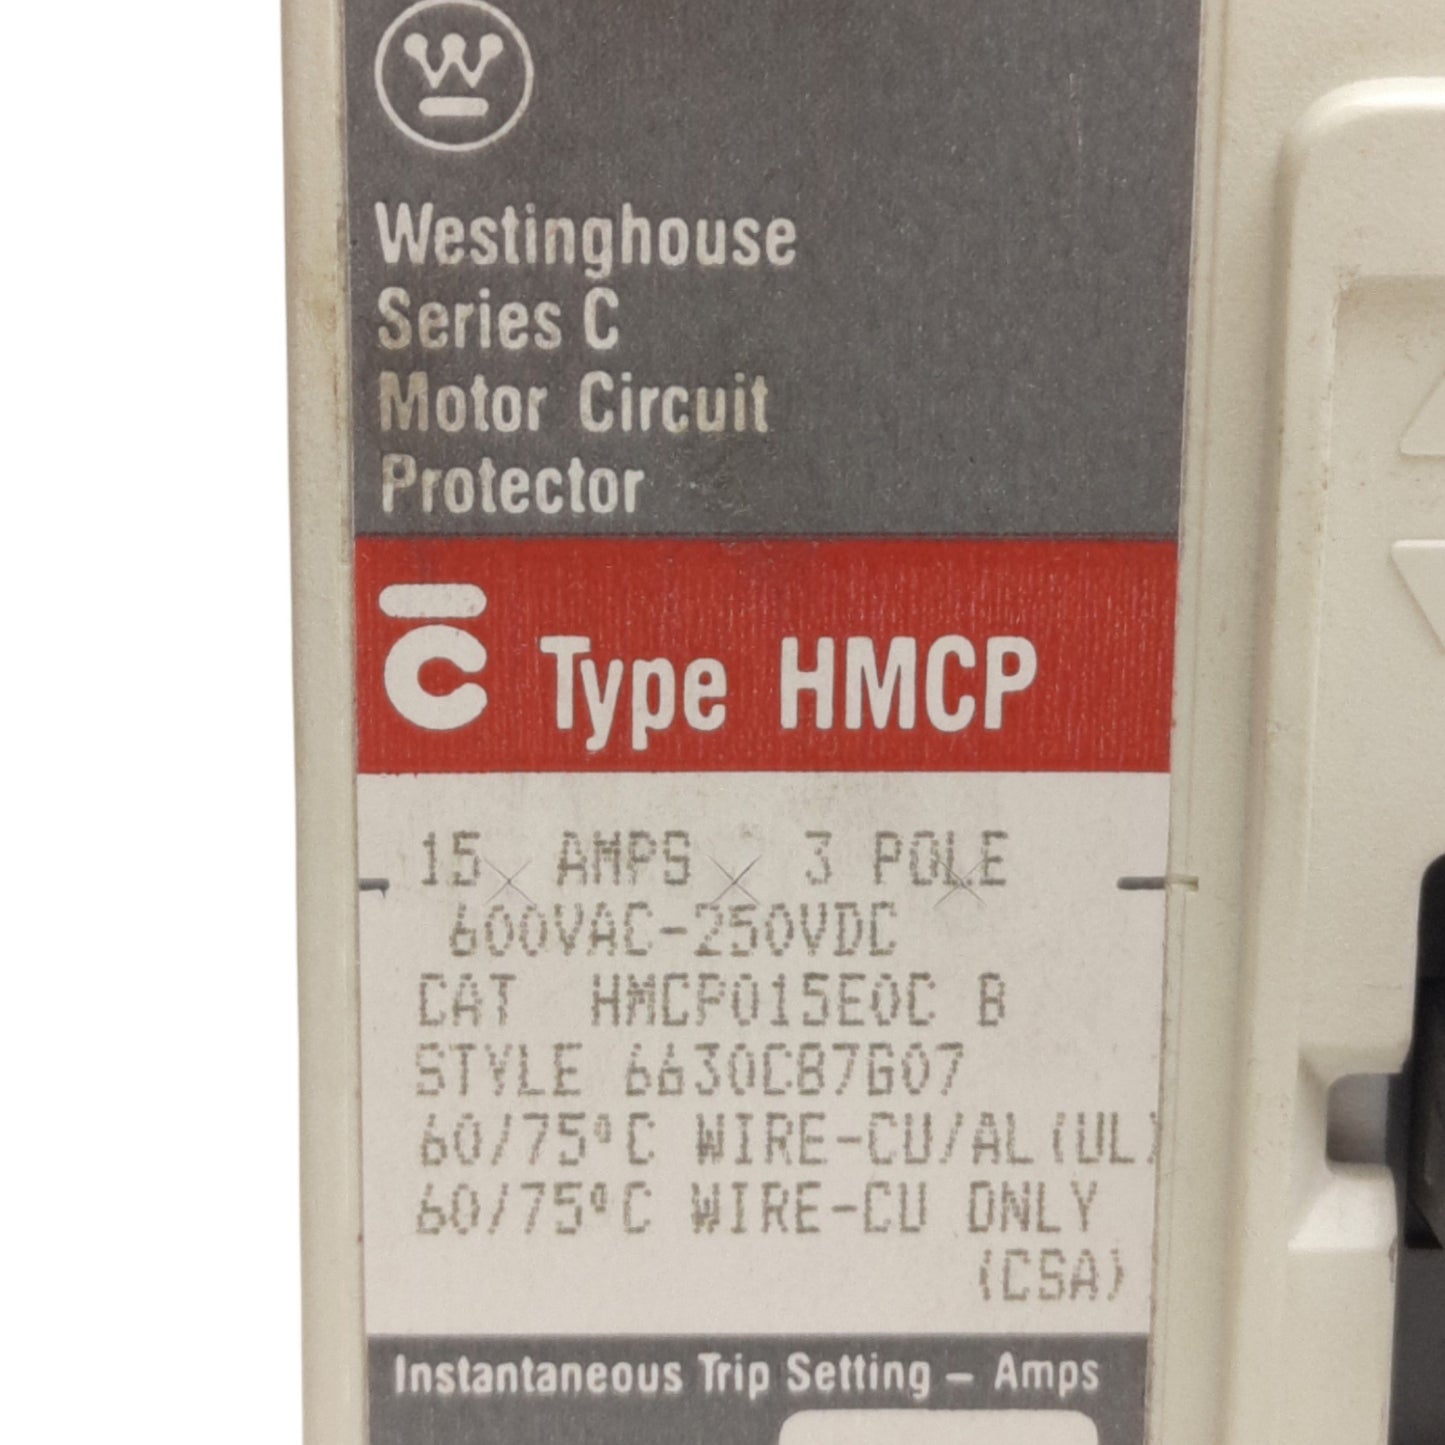 W
Westinghouse
Series C
Motor Circuit
Protector
C Type HMCP
15 AMPS 3 POLE
600VAC-250VDC
CAT HMCP015E0C B
STYLE 6630C87G07
60/75°C WIRE-CU/AL(UL)
60/75°C WIRE-CU ONLY
(CSA)
Instantaneous Trip Setting – Amps